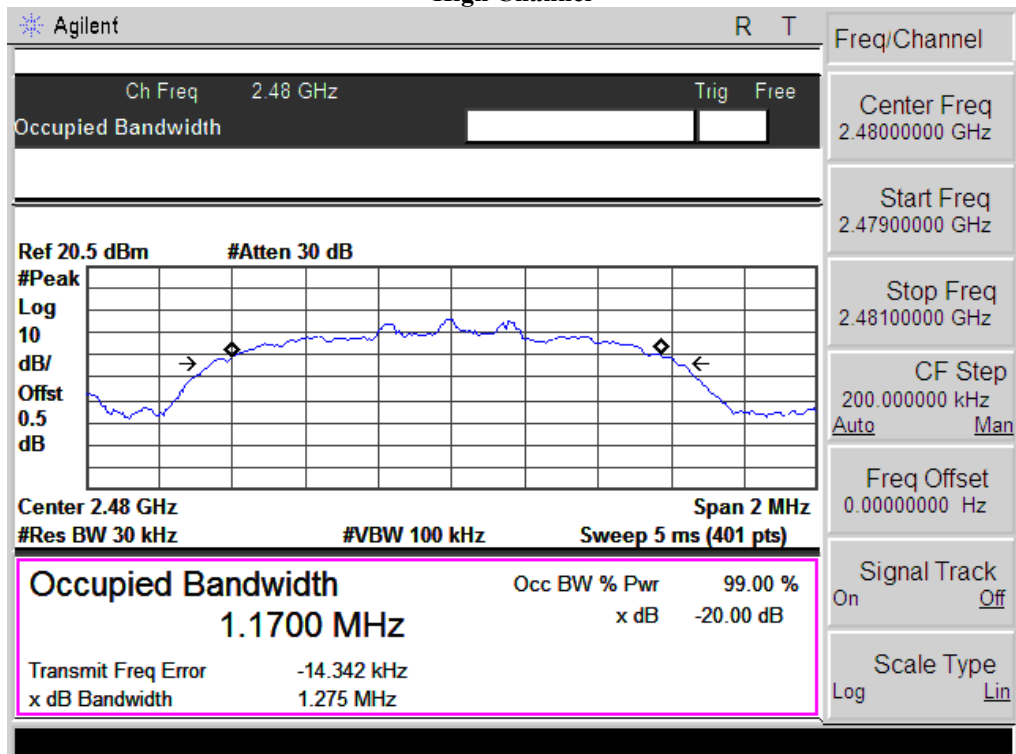 Agilent
R T
Freq/Channel
Ch Freq 2.48 GHz
Trig Free
Occupied Bandwidth
Center Freq
2.48000000 GHz
Start Freq
2.47900000 GHz
Ref 20.5 dBm
#Atten 30 dB
#Peak
Log
10
dB/
Offst
0.5
dB
Stop Freq
2.48100000 GHz
CF Step
200.000000 kHz
Auto Man
Center 2.48 GHz
Span 2 MHz
#Res BW 30 kHz
#VBW 100 kHz
Sweep 5 ms (401 pts)
Freq Offset
0.00000000 Hz
Occupied Bandwidth
1.1700 MHz
Occ BW % Pwr 99.00 %
x dB -20.00 dB
Transmit Freq Error -14.342 kHz
x dB Bandwidth 1.275 MHz
Signal Track
On Off
Scale Type
Log Lin